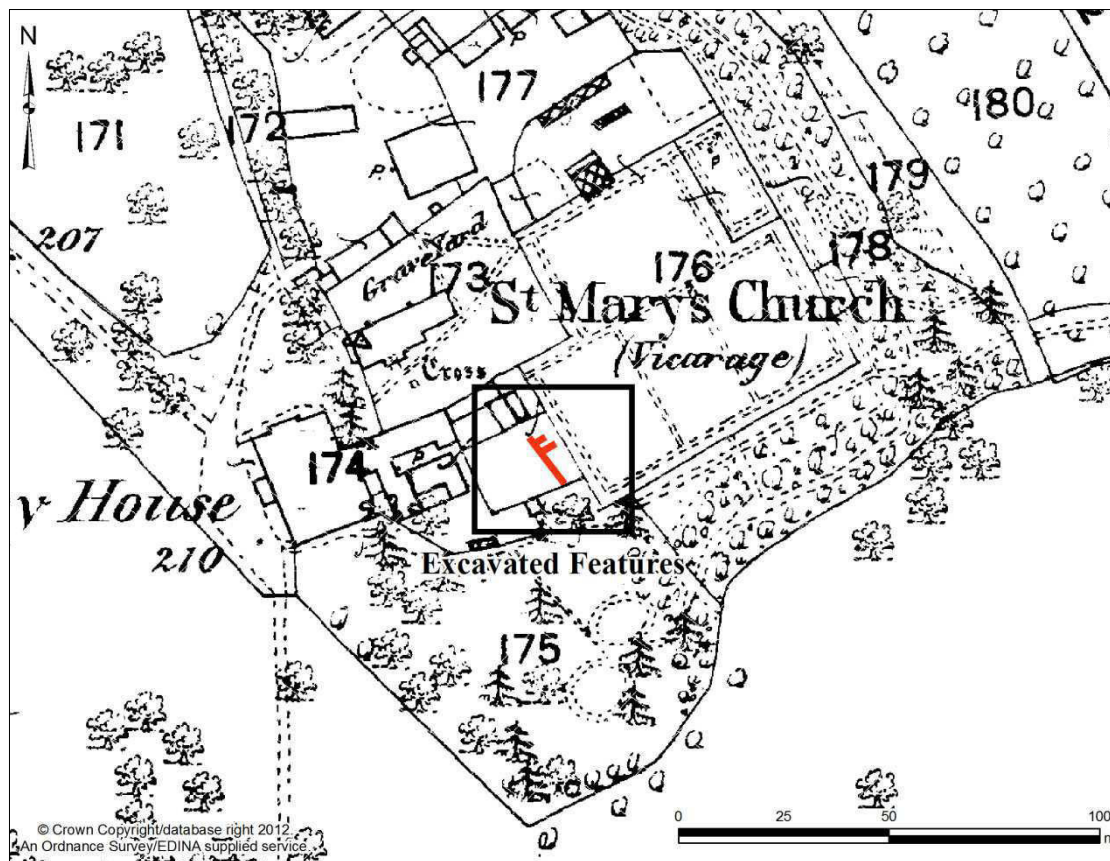 N
177
180
171
172
179
207
Grave Yard
173
176
178
St Mary's Church
(Vicarage)
Cross
174
P
y House
210
Excavated Features
175
0 25 50 100
m
© Crown Copyright/database right 2012.
An Ordnance Survey/EDINA supplied service.